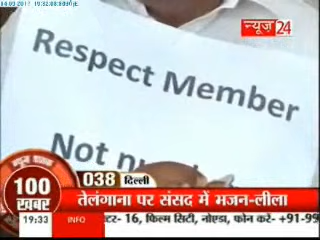 न्यूज़ 24
Respect Member
Not
न्यूज़ शतक
100
खबर
038 दिल्ली
तेलंगाना पर संसद में भजन-लीला
19:33 INFO टर- 16, फिल्म सिटी, नोएडा, फोन करे- +91-99